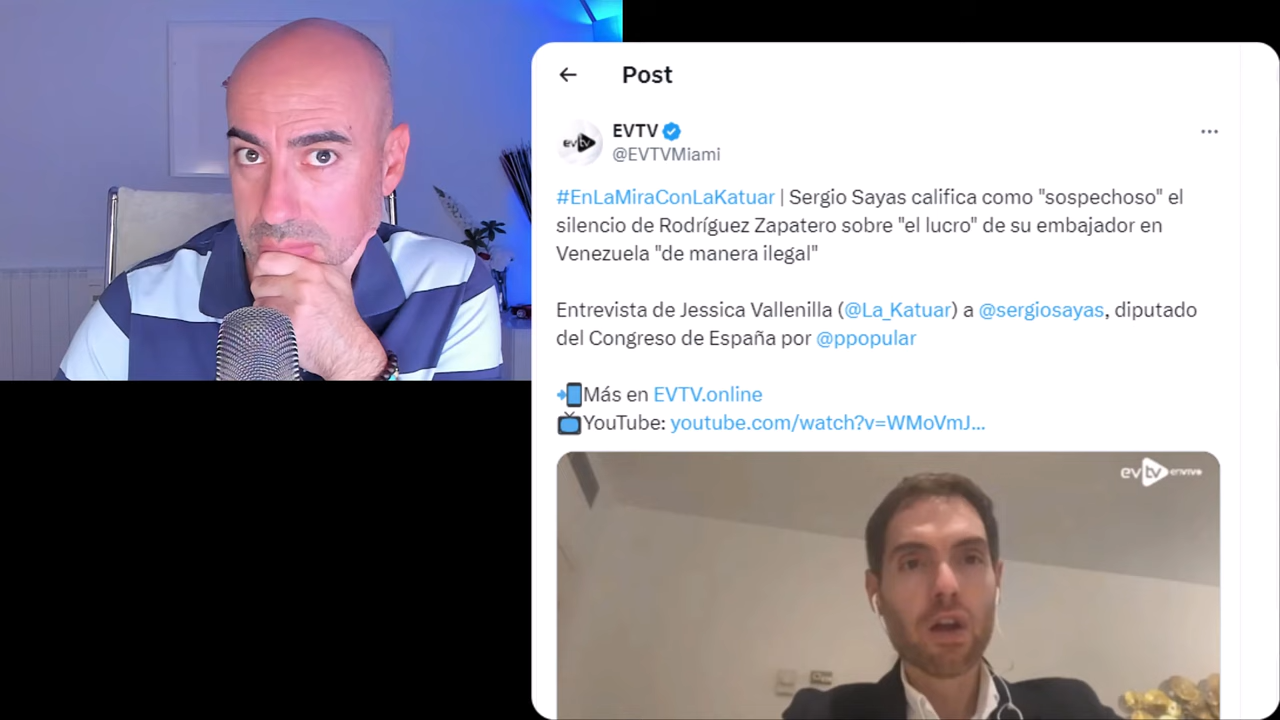 Post
EVTV
@EVTVMiami
#EnLaMiraConLaKatuar | Sergio Sayas califica como "sospechoso" el
silencio de Rodríguez Zapatero sobre "el lucro" de su embajador en
Venezuela "de manera ilegal"
Entrevista de Jessica Vallenilla (@La_Katuar) a @sergiosayas, diputado
del Congreso de España por @ppopular
Más en EVTV.online
YouTube: youtube.com/watch?v=WMoVmJ...
evtv